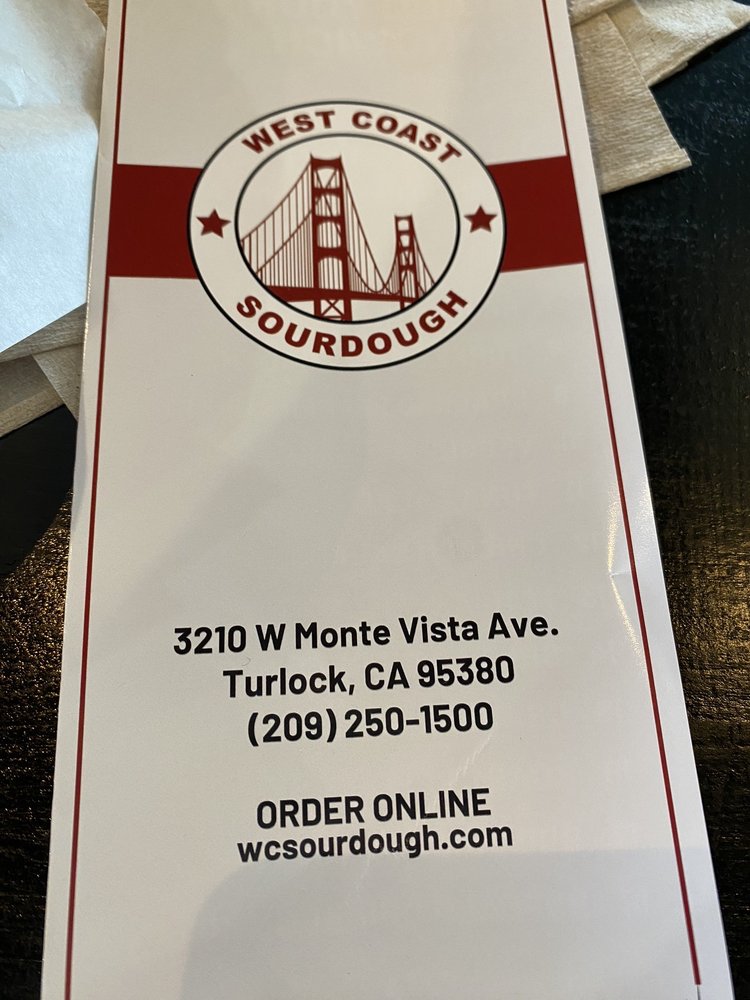 WEST COAST
SOURDOUGH
3210 W Monte Vista Ave.
Turlock, CA 95380
(209) 250-1500
ORDER ONLINE
wcsourdough.com